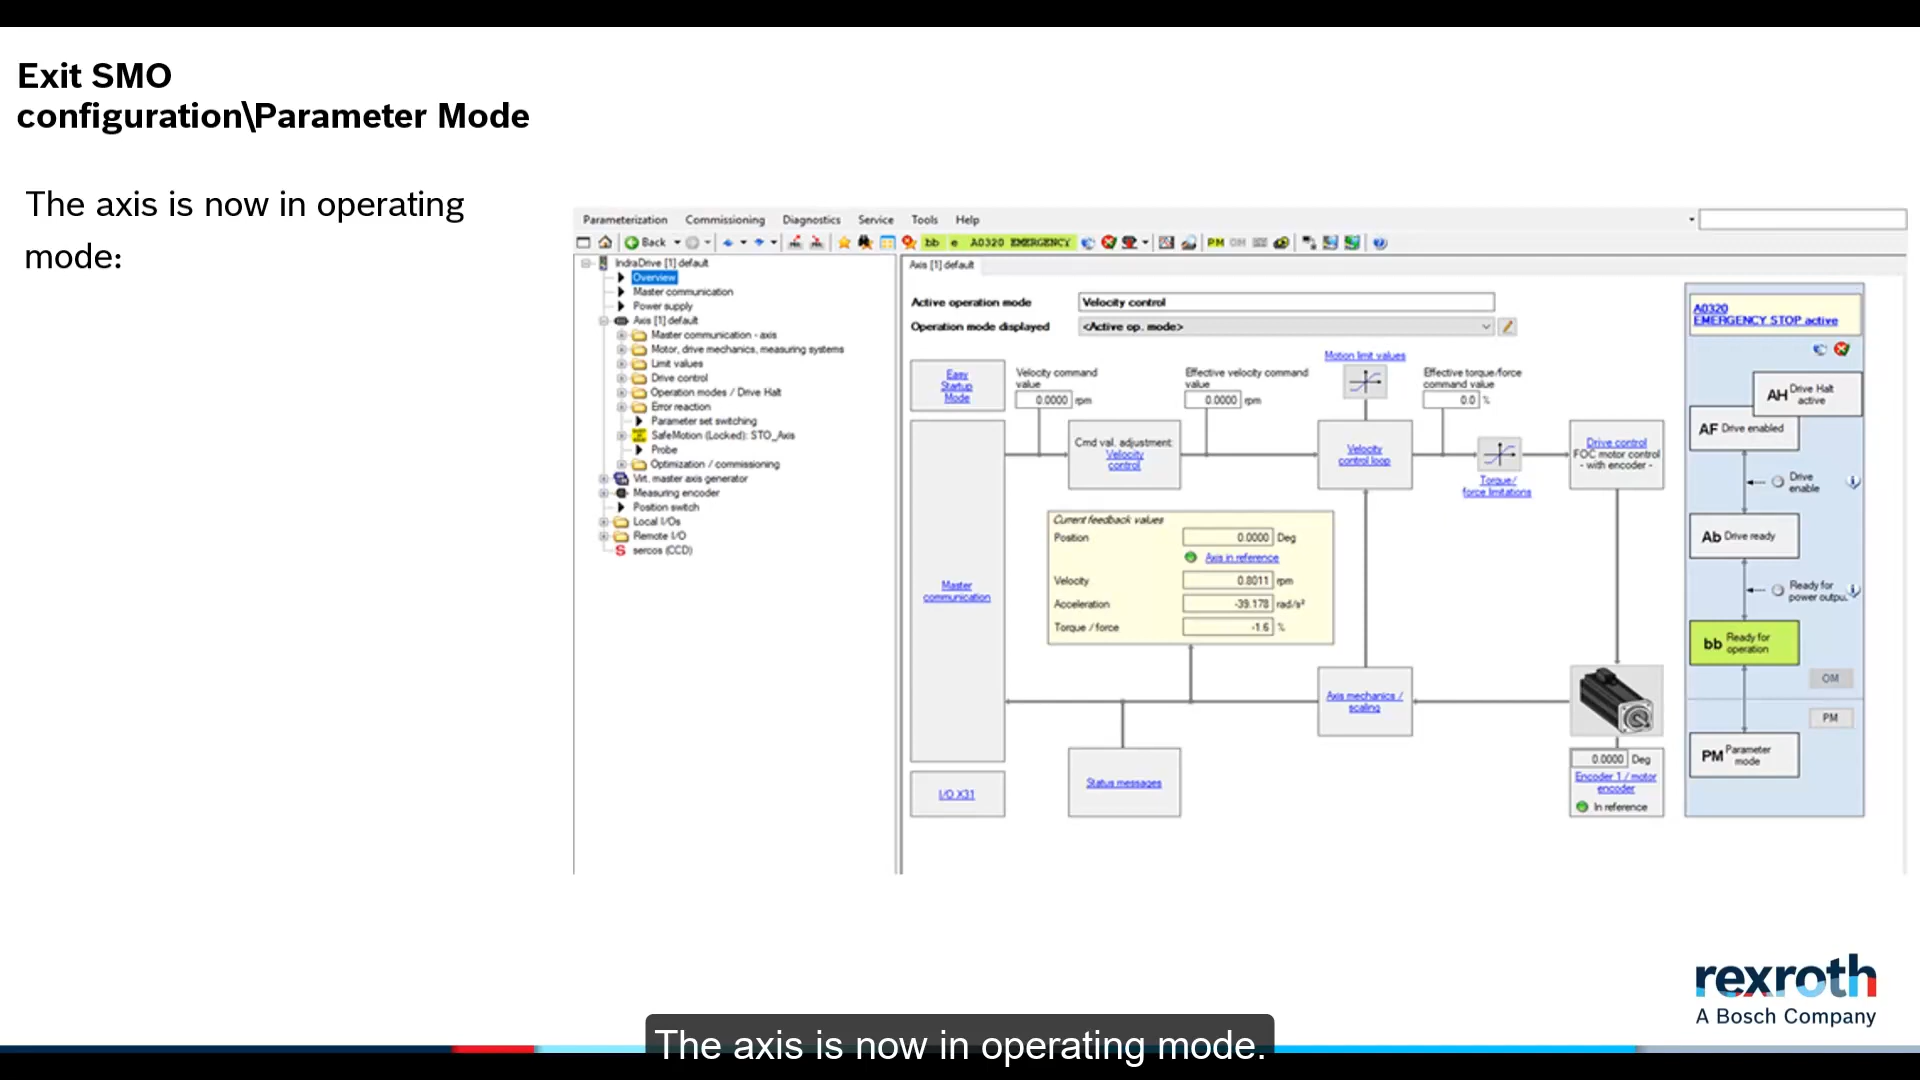 Exit SMO
configuration\Parameter Mode
The axis is now in operating
mode:
Parameterization Commissioning Diagnostics Service Tools Help
Back bb e A0320 EMERGENCY PM OM
IndraDrive [1] default
Overview
Master communication
Power supply
Axis [1] default
Master communication - axis
Motor, drive mechanics, measuring systems
Limit values
Drive control
Operation modes / Drive Halt
Error reaction
Parameter set switching
SafeMotion (Locked): STO_Axis
Probe
Optimization / commissioning
Virt. master axis generator
Measuring encoder
Position switch
Local I/Os
Remote I/O
sercos (CCD)
Axis [1] default
Active operation mode Velocity control
Operation mode displayed <Active op. mode>
Easy
Startup
Mode
Velocity command
value
0.0000 rpm
Effective velocity command
value
0.0000 rpm
Motion limit values
Effective torque/force
command value
0.0 %
Cmd val. adjustment:
Velocity
control
Velocity
control loop
Torque/
force limitations
Drive control
FOC motor control
- with encoder -
Current feedback values
Position 0.0000 Deg
Axis in reference
Velocity 0.8011 rpm
Acceleration -39.178 rad/s²
Torque / force -1.6 %
Master
communication
Axis mechanics /
scaling
I/O X31
Status messages
0.0000 Deg
Encoder 1 / motor
encoder
In reference
A0320
EMERGENCY STOP active
AH Drive Halt
active
AF Drive enabled
Drive
enable
Ab Drive ready
Ready for
power outpu...
bb Ready for
operation
OM
PM
PM Parameter
mode
rexroth
A Bosch Company
The axis is now in operating mode.